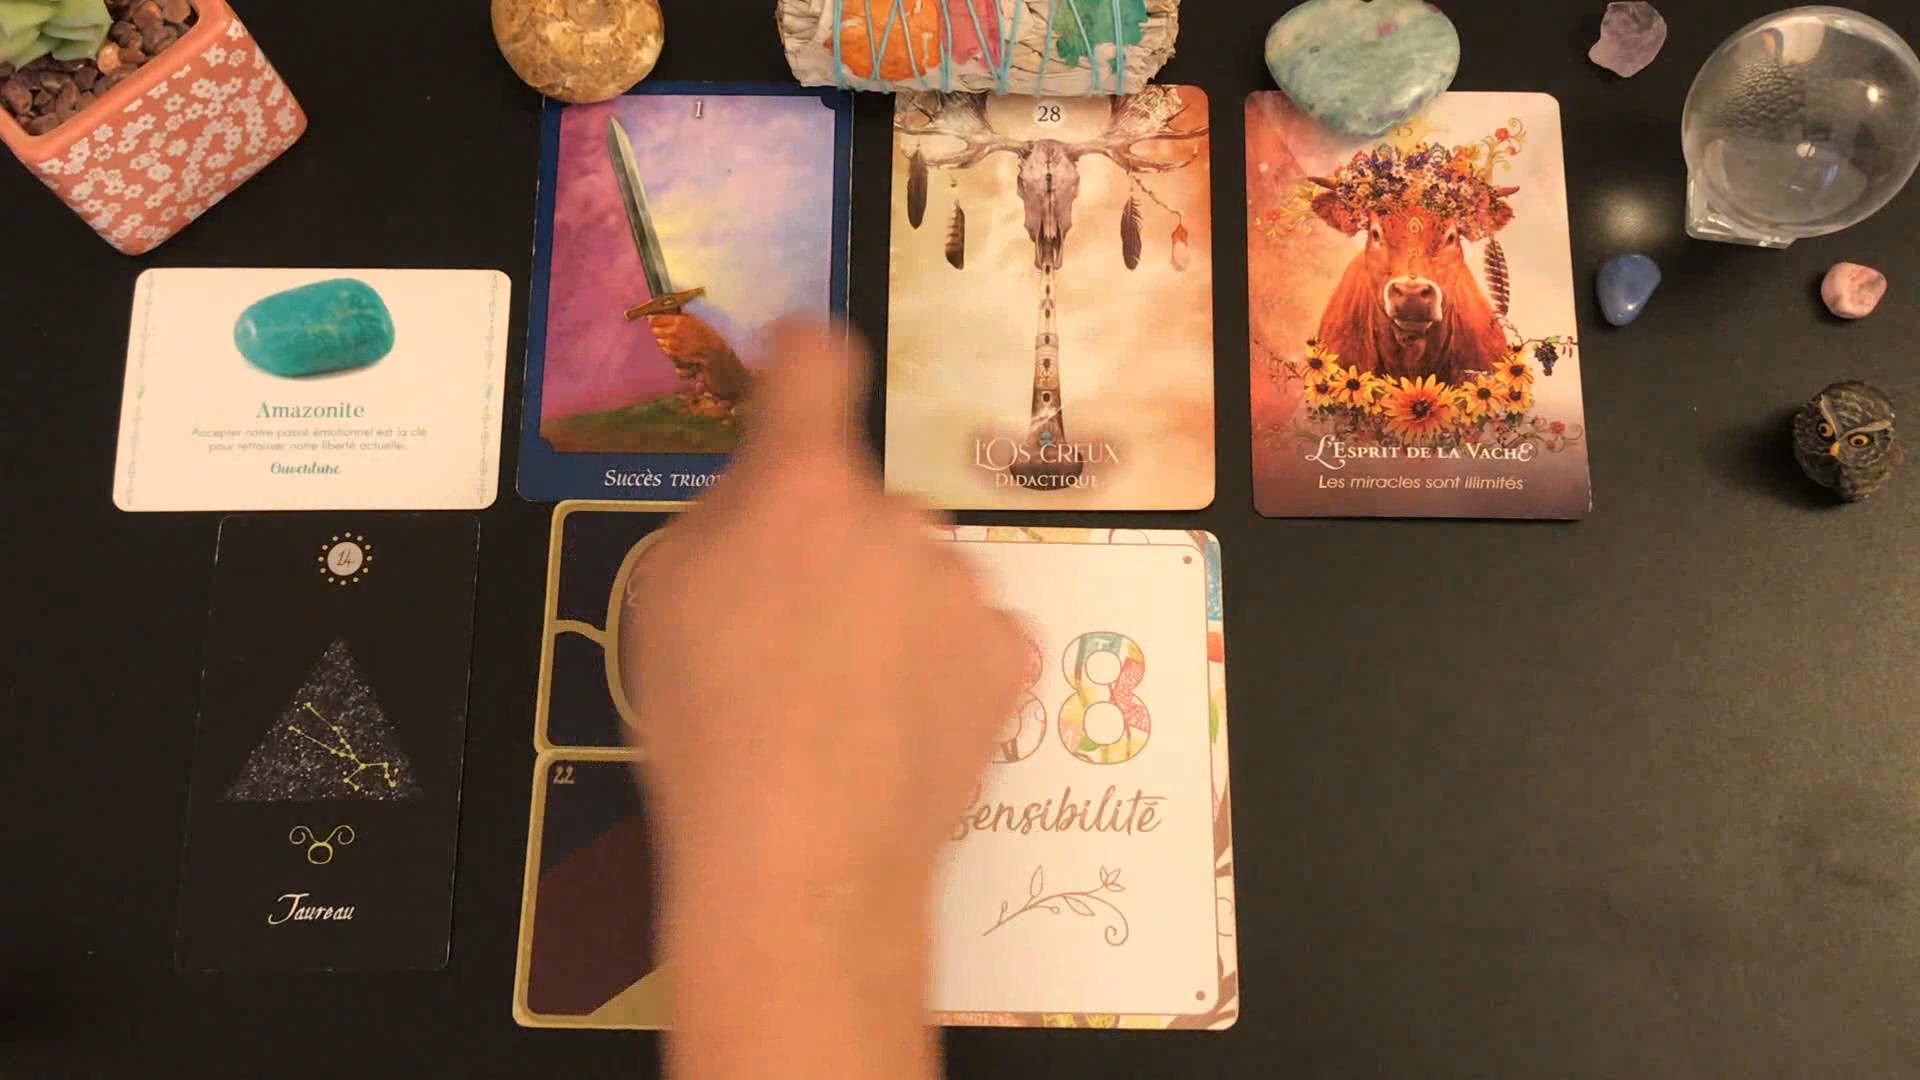 1
28
Amazonite
Accepter notre passé émotionnel est la clé
pour retrouver notre liberté actuelle.
Ouverture
Succès
L'Os creux
Didactique
L'Esprit de la Vache
Les miracles sont illimités
14
Taureau
22
8
Sensibilité